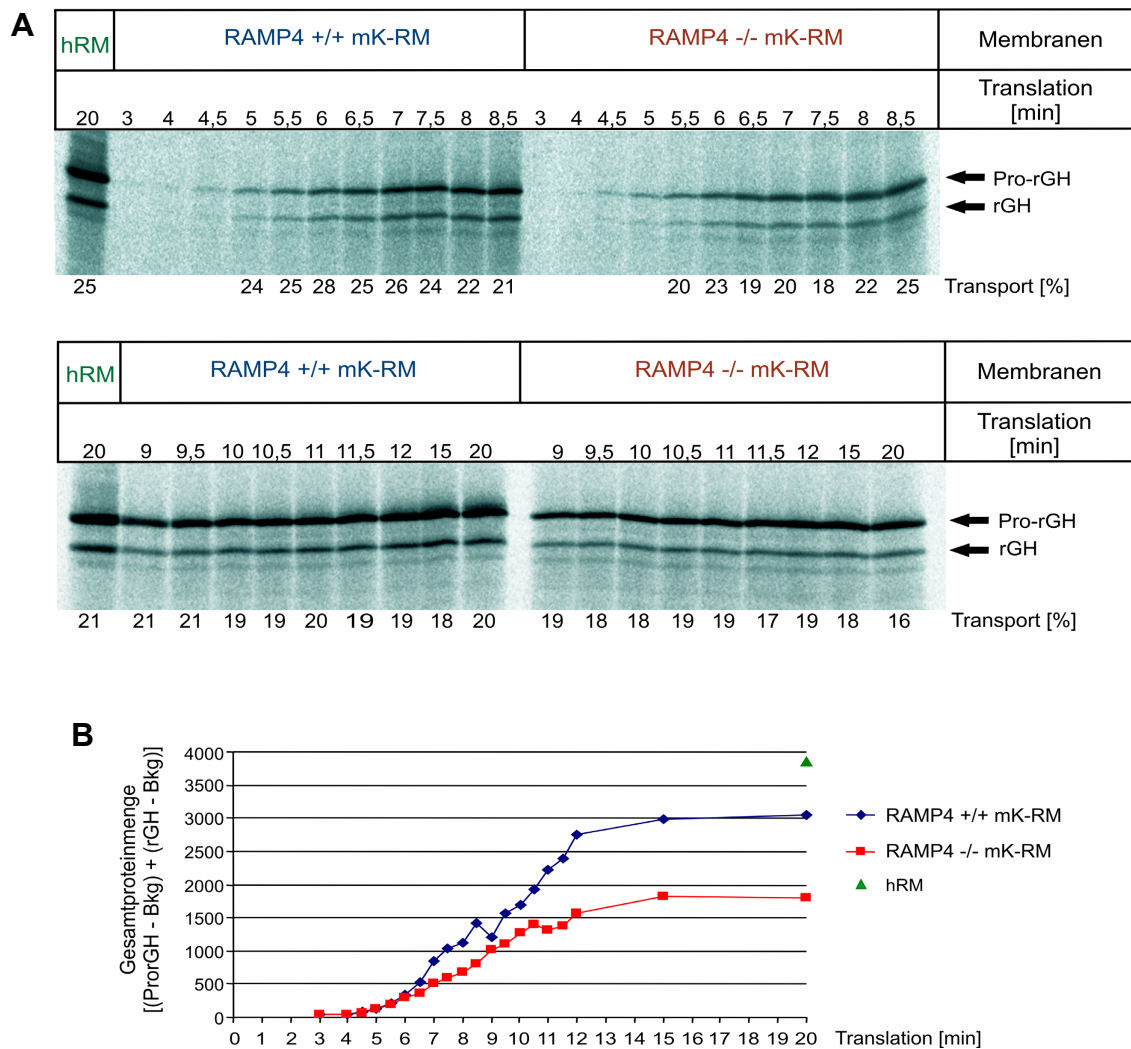 A
hRM RAMP4 +/+ mK-RM RAMP4 -/- mK-RM Membranen
Translation
20 3 4 4,5 5 5,5 6 6,5 7 7,5 8 8,5 3 4 4,5 5 5,5 6 6,5 7 7,5 8 8,5 [min]
Pro-rGH
rGH
25 24 25 28 25 26 24 22 21 20 23 19 20 18 22 25 Transport [%]
hRM RAMP4 +/+ mK-RM RAMP4 -/- mK-RM Membranen
Translation
20 9 9,5 10 10,5 11 11,5 12 15 20 9 9,5 10 10,5 11 11,5 12 15 20 [min]
Pro-rGH
rGH
21 21 21 19 19 20 19 19 18 20 19 18 18 19 19 17 19 18 16 Transport [%]
B
Gesamtproteinmenge
[(ProrGH - Bkg) + (rGH - Bkg)]
4000
3500
3000
2500
2000
1500
1000
500
0
0 1 2 3 4 5 6 7 8 9 10 11 12 13 14 15 16 17 18 19 20 Translation [min]
RAMP4 +/+ mK-RM
RAMP4 -/- mK-RM
hRM